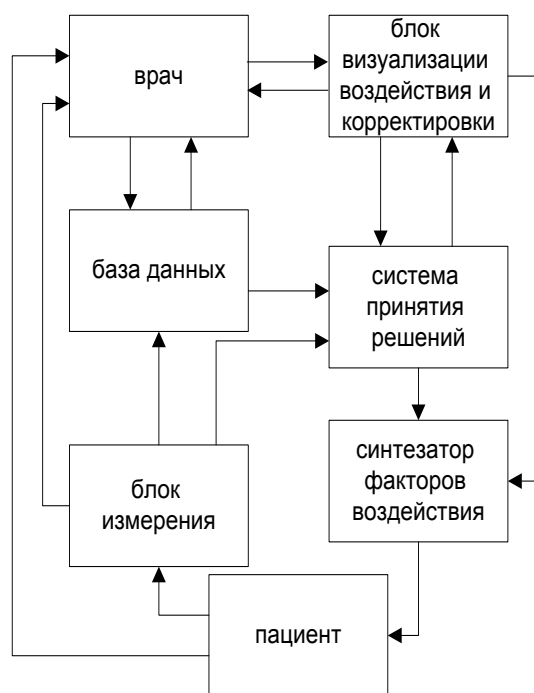 врач
блок
визуализации
воздействия и
корректировки
база данных
система
принятия
решений
блок
измерения
синтезатор
факторов
воздействия
пациент